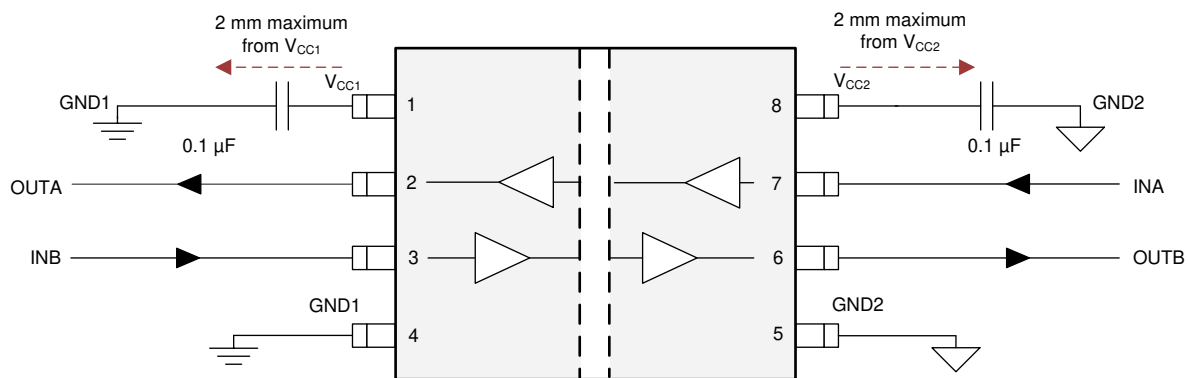 2 mm maximum
from VCC1
2 mm maximum
from VCC2
VCC1
VCC2
GND1
1
8
GND2
0.1 µF
0.1 µF
OUTA
2
7
INA
INB
3
6
OUTB
GND1
GND2
4
5